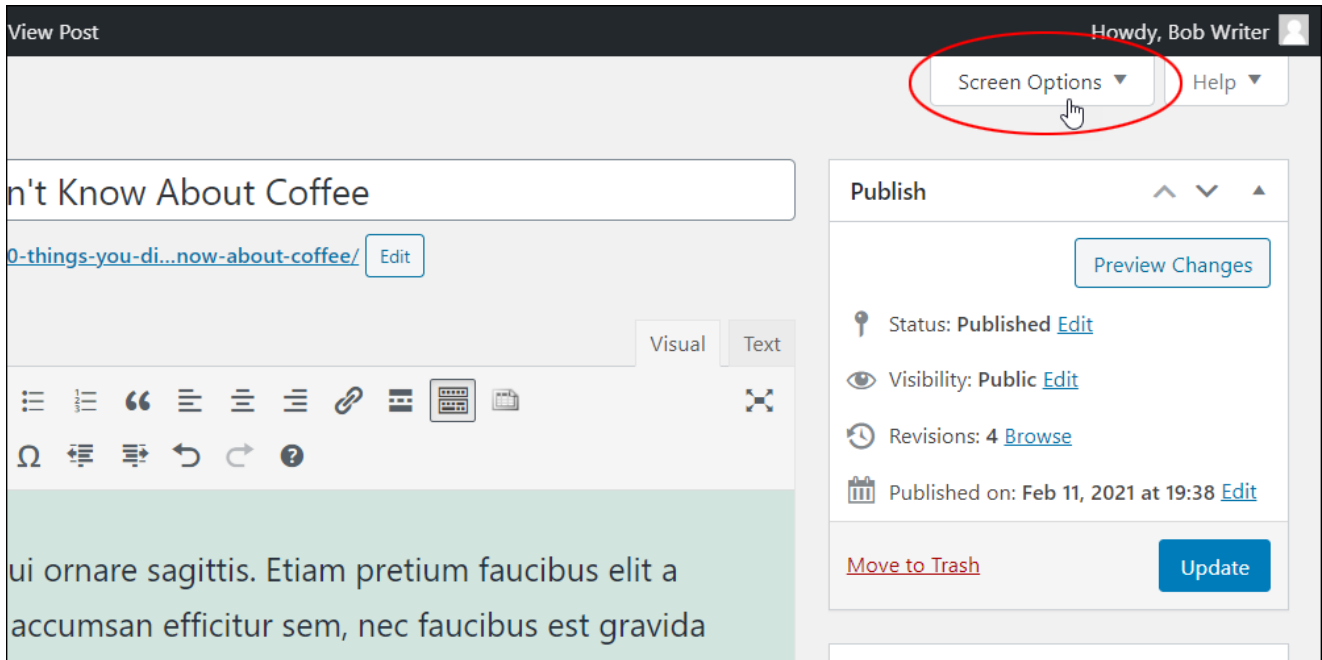 View Post
Howdy, Bob Writer
Screen Options
Help
n't Know About Coffee
0-things-you-di...now-about-coffee/
Edit
Visual
Text
ui ornare sagittis. Etiam pretium faucibus elit a
accumsan efficitur sem, nec faucibus est gravida
Publish
Preview Changes
Status: Published Edit
Visibility: Public Edit
Revisions: 4 Browse
Published on: Feb 11, 2021 at 19:38 Edit
Move to Trash
Update